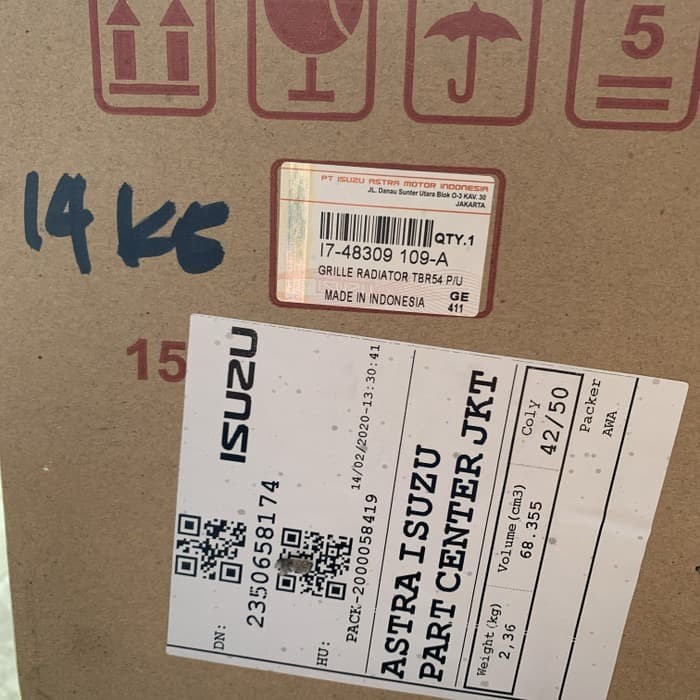 5
14 KG
PT ISUZU ASTRA MOTOR INDONESIA
JL. Danau Sunter Utara Blok O-3 KAV. 30
JAKARTA
QTY.1
I7-48309 109-A
GRILLE RADIATOR TBR54 P/U
MADE IN INDONESIA
GE
411
15
ISUZU
DN:
2350658174
HU:
PACK-2000058419
14/02/2020-13:30:41
ASTRA ISUZU
PART CENTER JKT
Weight(kg)
2,36
Volume(cm3)
68.355
Coly
42/50
Packer
AWA